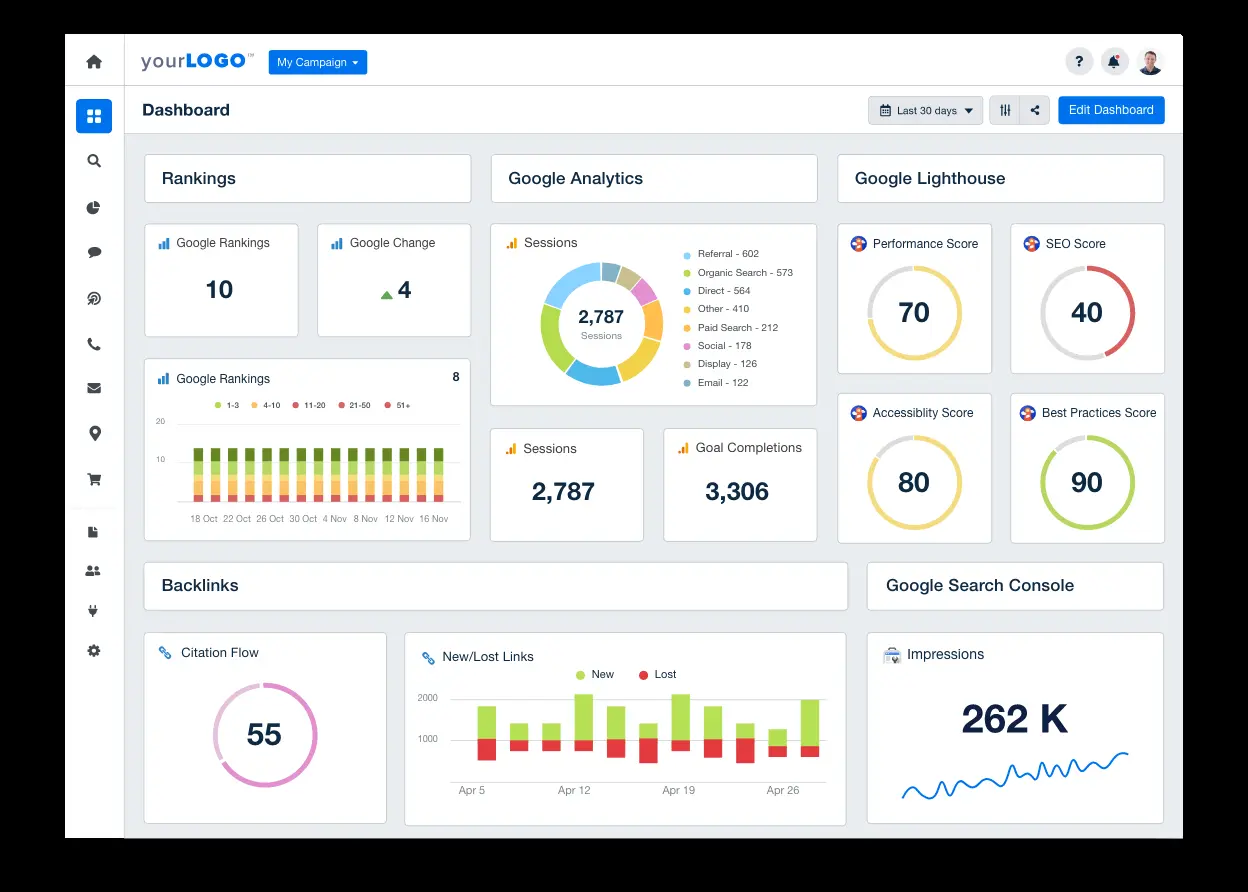 yourLOGO™
My Campaign
?
Dashboard
Last 30 days
Edit Dashboard
Rankings
Google Analytics
Google Lighthouse
Google Rankings
10
Google Change
4
Sessions
2,787
Sessions
Referral - 602
Organic Search - 573
Direct - 564
Other - 410
Paid Search - 212
Social - 178
Display - 126
Email - 122
Performance Score
70
SEO Score
40
Google Rankings
8
1-3 4-10 11-20 21-50 51+
20
10
18 Oct 22 Oct 26 Oct 30 Oct 4 Nov 8 Nov 12 Nov 16 Nov
Sessions
2,787
Goal Completions
3,306
Accessiblity Score
80
Best Practices Score
90
Backlinks
Google Search Console
Citation Flow
55
New/Lost Links
New Lost
2000
1000
Apr 5 Apr 12 Apr 19 Apr 26
Impressions
262 K